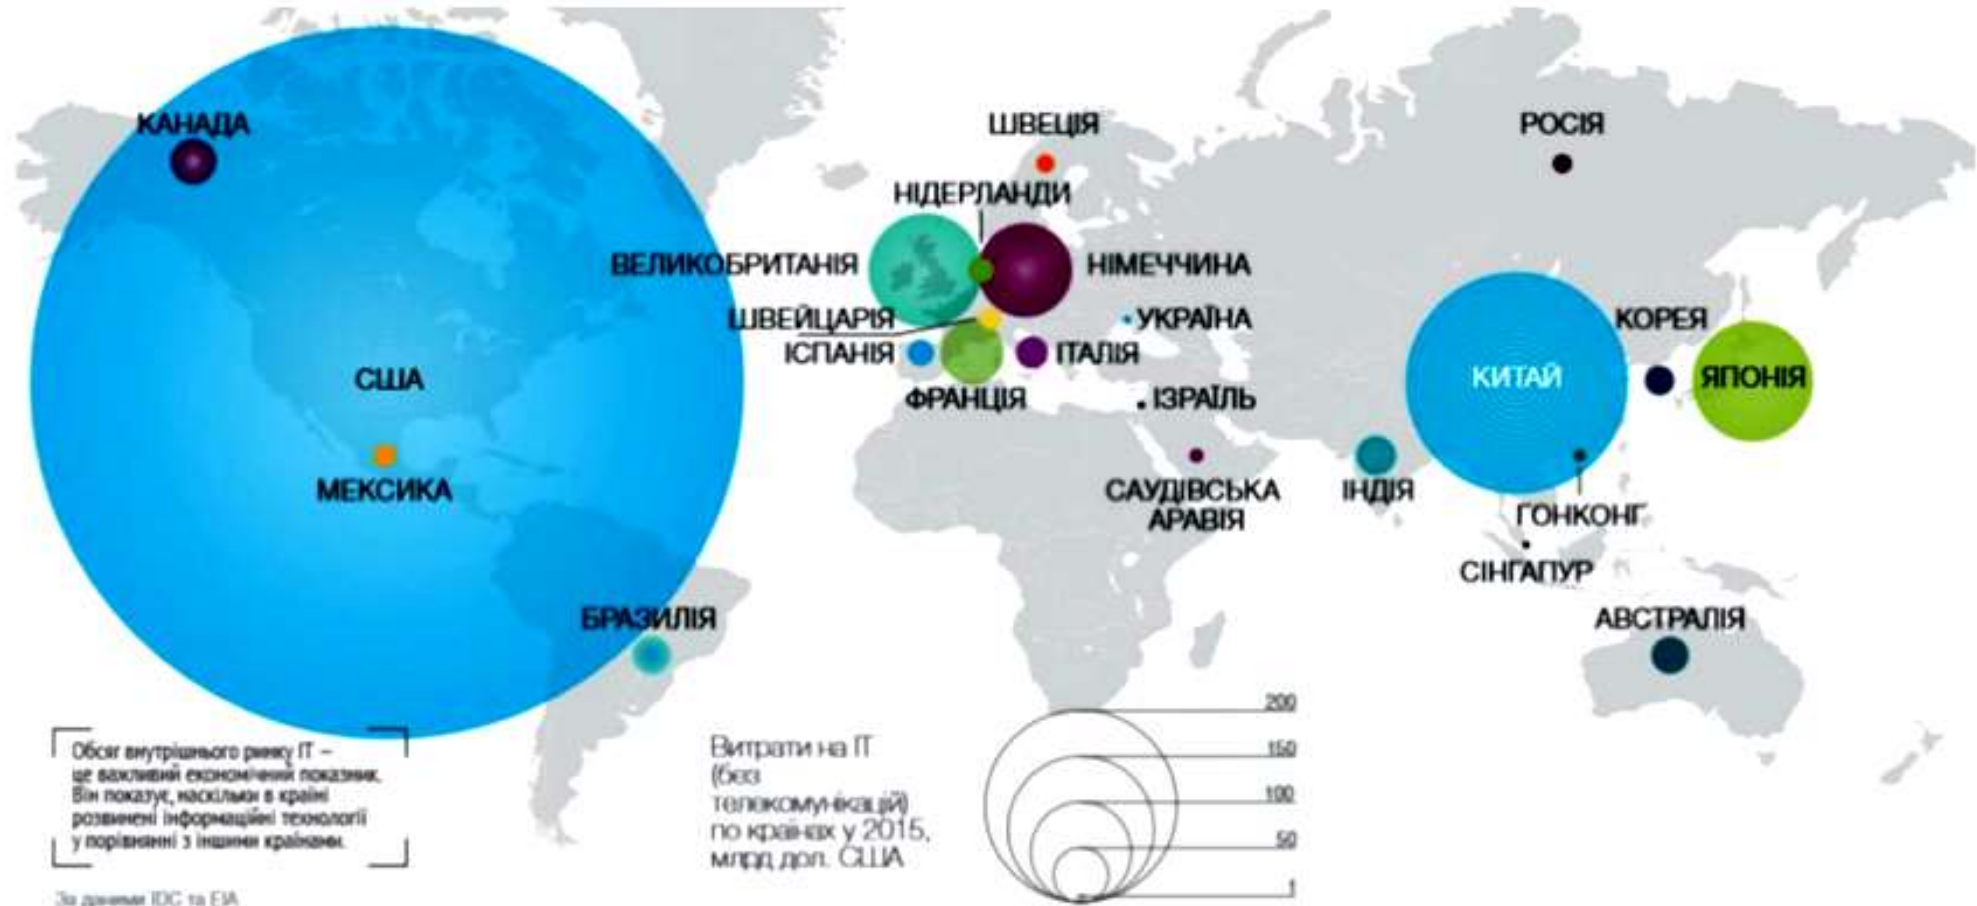 КАНАДА
ШВЕЦІЯ
РОСІЯ
НІДЕРЛАНДИ
ВЕЛИКОБРИТАНІЯ
НІМЕЧЧИНА
ШВЕЙЦАРІЯ
УКРАЇНА
КОРЕЯ
ІСПАНІЯ
ІТАЛІЯ
США
КИТАЙ
ЯПОНІЯ
ФРАНЦІЯ
ІЗРАЇЛЬ
МЕКСИКА
САУДІВСЬКА
АРАВІЯ
ІНДІЯ
ГОНКОНГ
СІНГАПУР
БРАЗИЛІЯ
АВСТРАЛІЯ
Обсяг внутрішнього ринку ІТ –
це важливий економічний показник.
Він показує, наскільки в країні
розвинені інформаційні технології
у порівнянні з іншими країнами.
Витрати на ІТ
(без
телекомунікацій)
по країнах у 2015,
млрд дол. США
200
150
100
50
1
За даними IDC та EIA